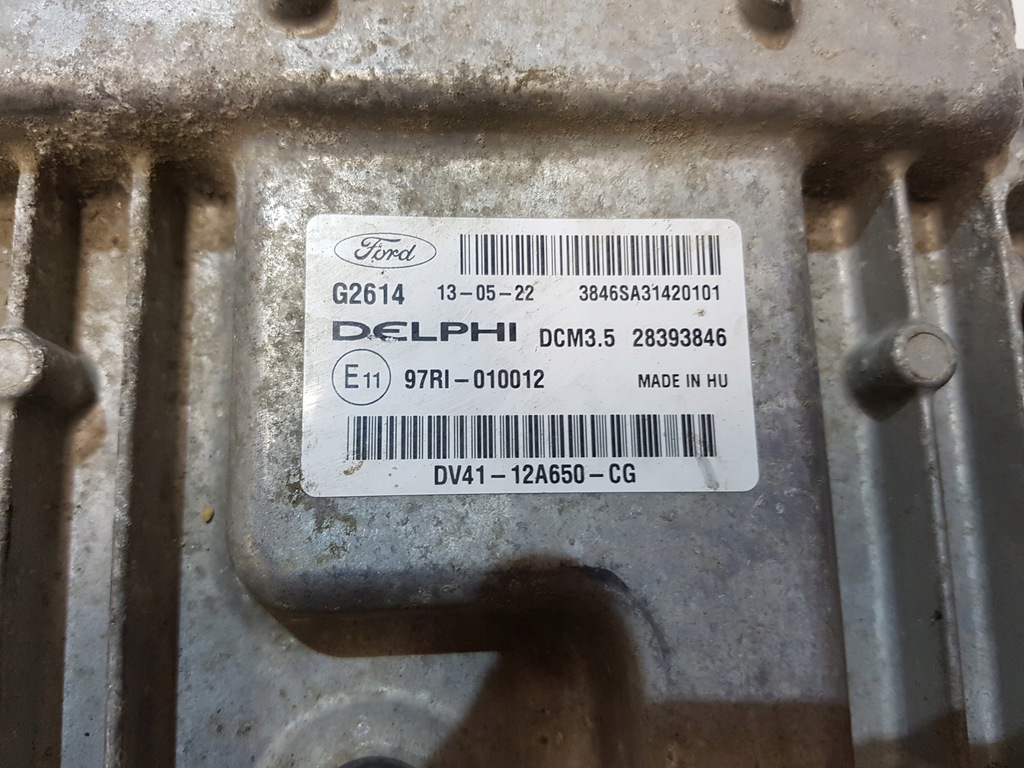 Ford
G2614 13-05-22 3846SA31420101
DELPHI DCM3.5 28393846
E11 97RI-010012 MADE IN HU
DV41-12A650-CG